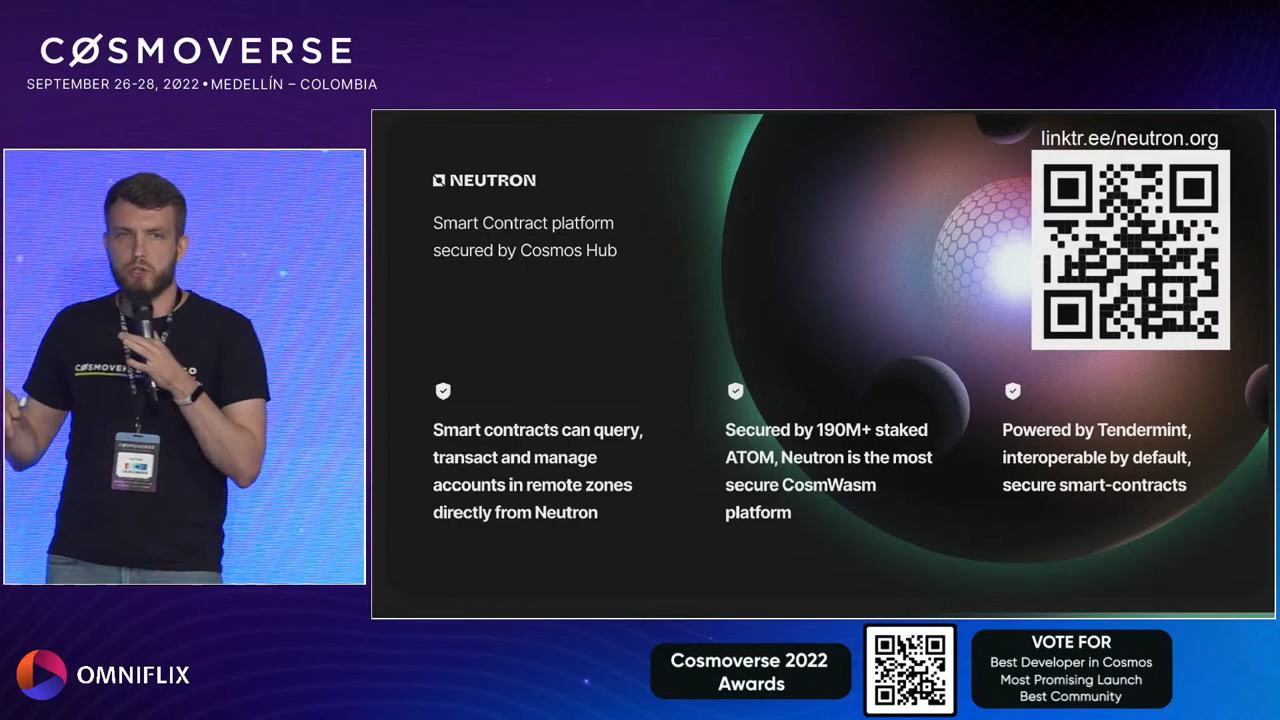 CØSMOVERSE
SEPTEMBER 26-28, 2Ø22 • MEDELLÍN – COLOMBIA
linktr.ee/neutron.org
NEUTRON
Smart Contract platform
secured by Cosmos Hub
Smart contracts can query,
transact and manage
accounts in remote zones
directly from Neutron
Secured by 190M+ staked
ATOM, Neutron is the most
secure CosmWasm
platform
Powered by Tendermint,
interoperable by default,
secure smart-contracts
OMNIFLIX
Cosmoverse 2022
Awards
VOTE FOR
Best Developer in Cosmos
Most Promising Launch
Best Community